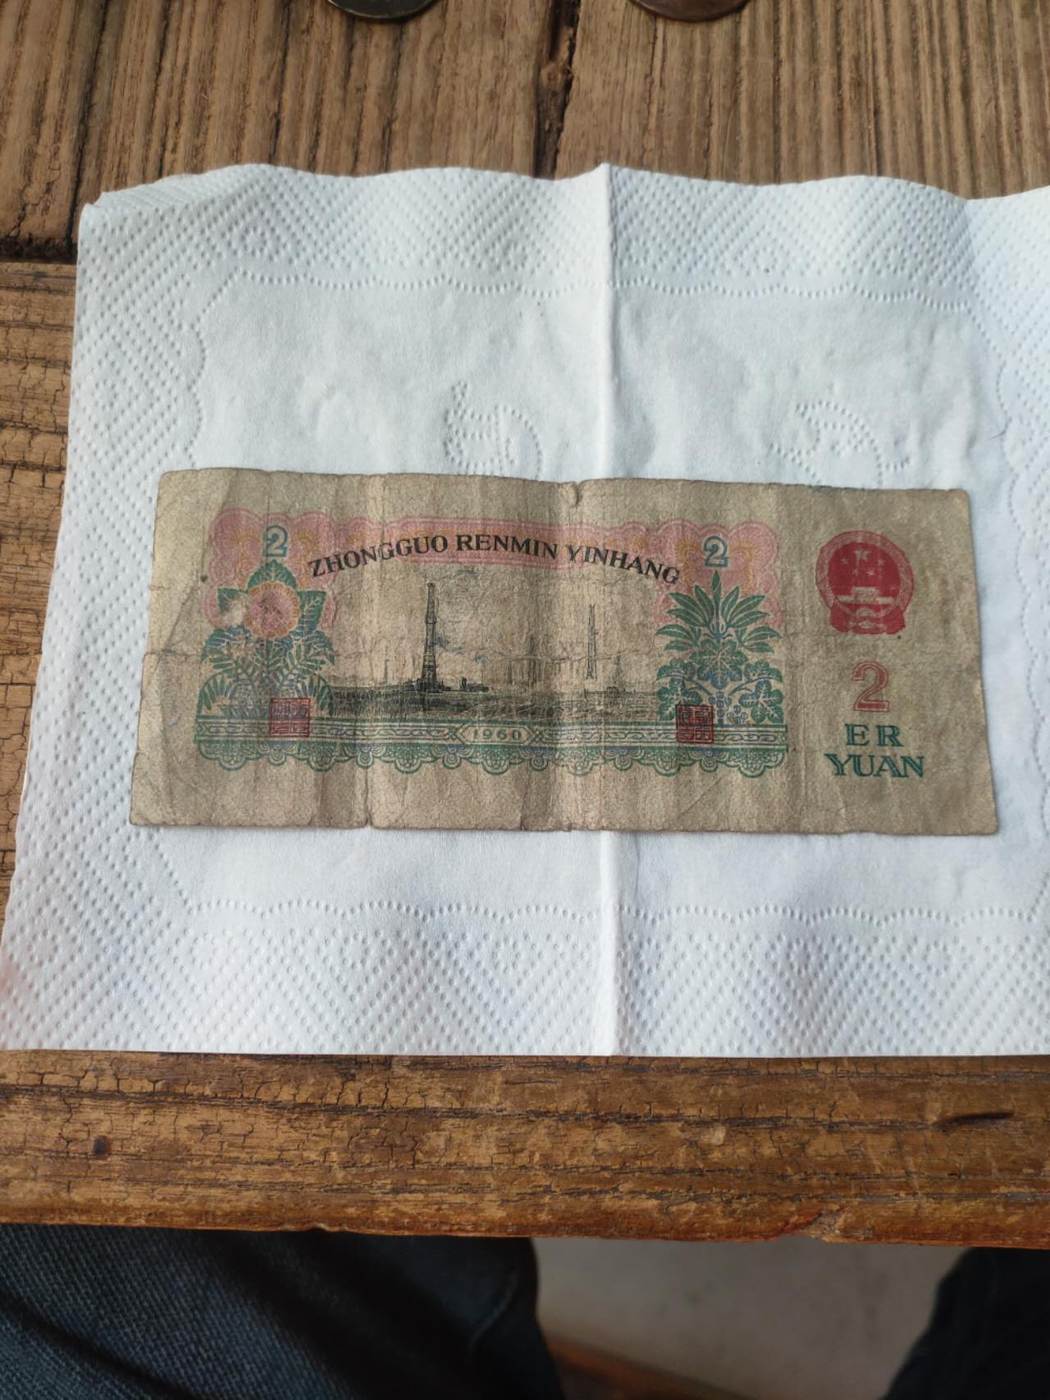 2
ZHONGGUO RENMIN YINHANG
2
1960
2
ER
YUAN